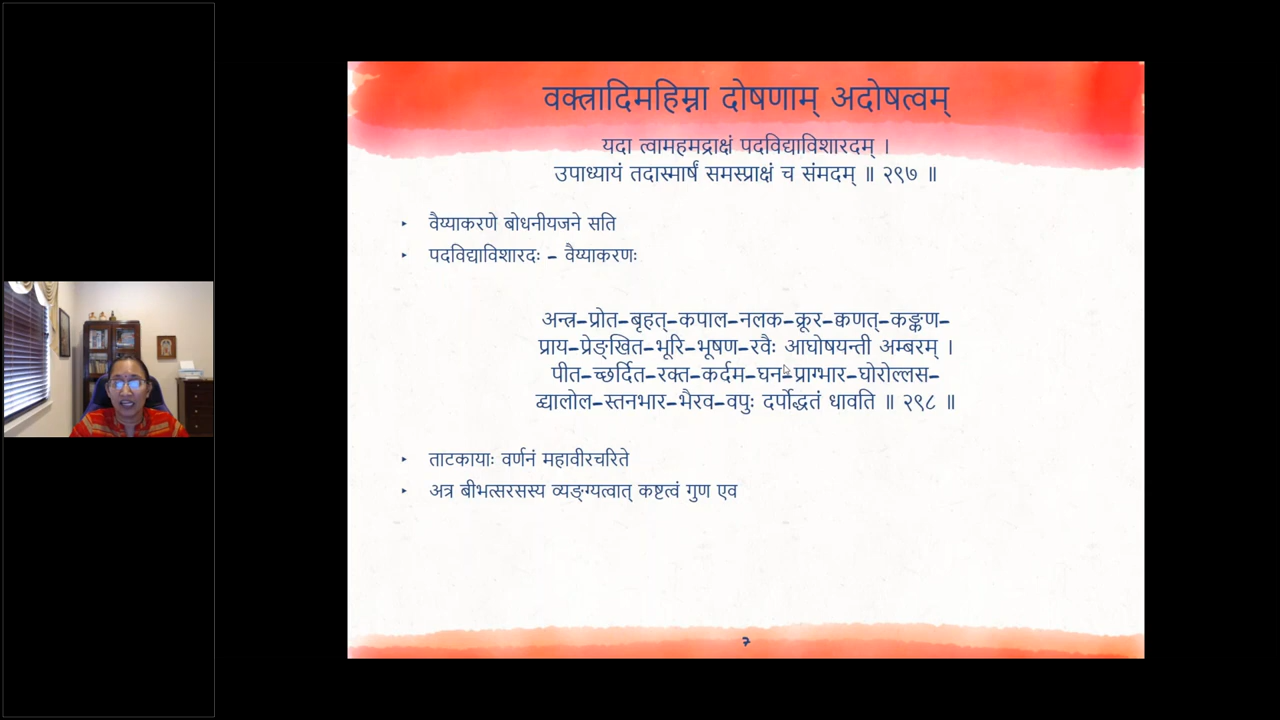 वक्त्रादिमहिम्ना दोषणाम् अदोषत्वम्
यदा त्वामहमद्राक्षं पदविद्याविशारदम् ।
उपाध्यायं तदास्मार्षं समस्प्राक्षं च संमदम् ॥ २९७ ॥
‣ वैय्याकरणे बोधनीयजने सति
‣ पदविद्याविशारदः – वैय्याकरणः
अन्त्र–प्रोत–बृहत्–कपाल–नलक–क्रूर–क्वणत्–कङ्कण–
प्राय–प्रेङ्खित–भूरि–भूषण–रवैः आघोषयन्ती अम्बरम् ।
पीत–च्छर्दित–रक्त–कर्दम–घन–प्राग्भार–घोरोल्लस–
द्व्यालोल–स्तनभार–भैरव–वपुः दर्पोद्धतं धावति ॥ २९८ ॥
‣ ताटकायाः वर्णनं महावीरचरिते
‣ अत्र बीभत्सरसस्य व्यङ्ग्यत्वात् कष्टत्वं गुण एव
७